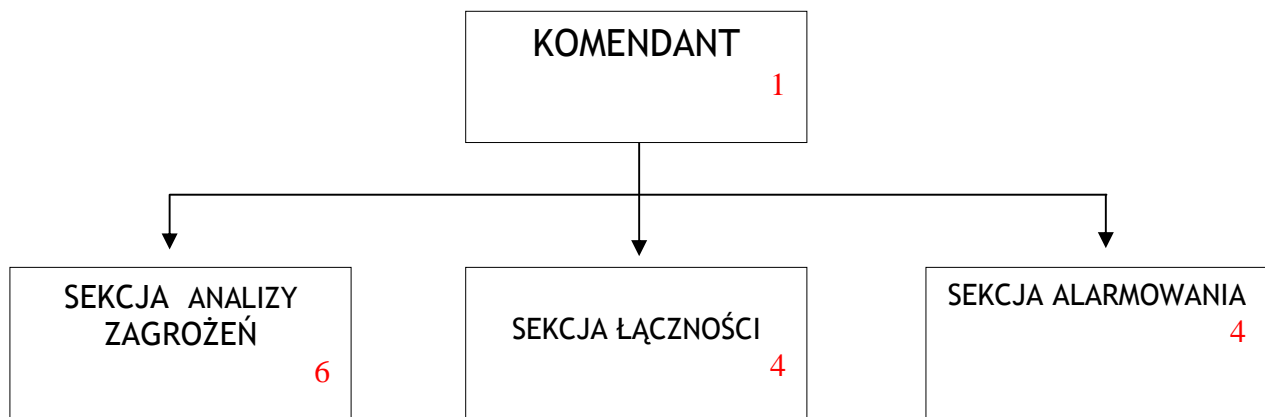 KOMENDANT
1
SEKCJA ANALIZY
ZAGROŻEŃ
6
SEKCJA ŁĄCZNOŚCI
4
SEKCJA ALARMOWANIA
4